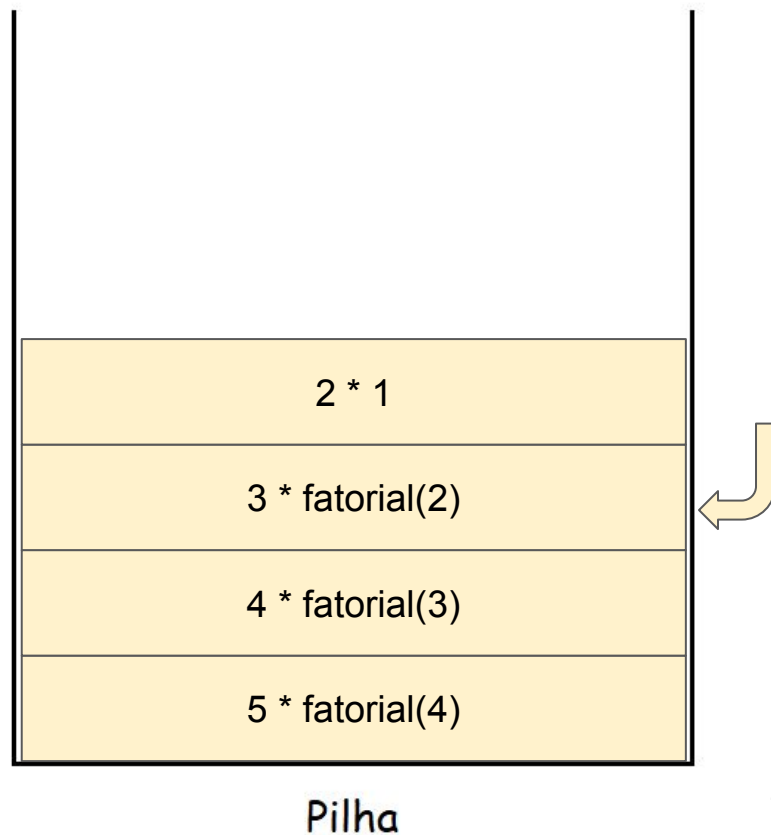 2 * 1
3 * fatorial(2)
4 * fatorial(3)
5 * fatorial(4)
Pilha